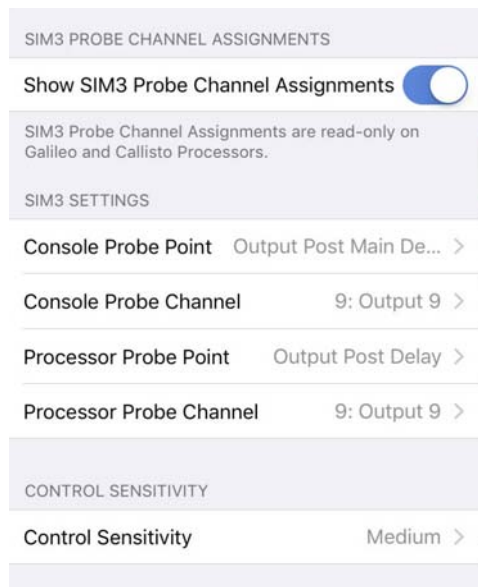 SIM3 PROBE CHANNEL ASSIGNMENTS
Show SIM3 Probe Channel Assignments
SIM3 Probe Channel Assignments are read-only on
Galileo and Callisto Processors.
SIM3 SETTINGS
Console Probe Point Output Post Main De... >
Console Probe Channel 9: Output 9 >
Processor Probe Point Output Post Delay >
Processor Probe Channel 9: Output 9 >
CONTROL SENSITIVITY
Control Sensitivity Medium >